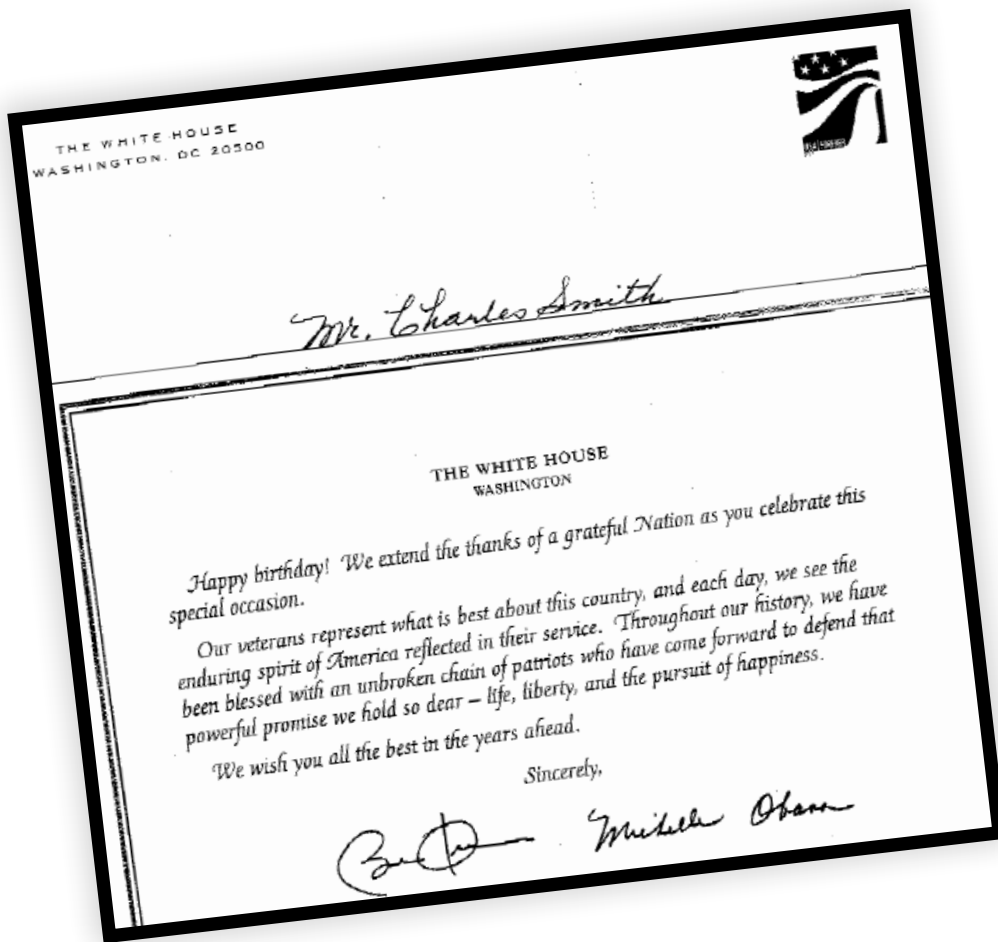 THE WHITE HOUSE
WASHINGTON, DC 20500
Mr. Charles Smith
THE WHITE HOUSE
WASHINGTON
Happy birthday! We extend the thanks of a grateful Nation as you celebrate this
special occasion.
Our veterans represent what is best about this country, and each day, we see the
enduring spirit of America reflected in their service. Throughout our history, we have
been blessed with an unbroken chain of patriots who have come forward to defend that
powerful promise we hold so dear – life, liberty, and the pursuit of happiness.
We wish you all the best in the years ahead.
Sincerely,
Michelle Obama